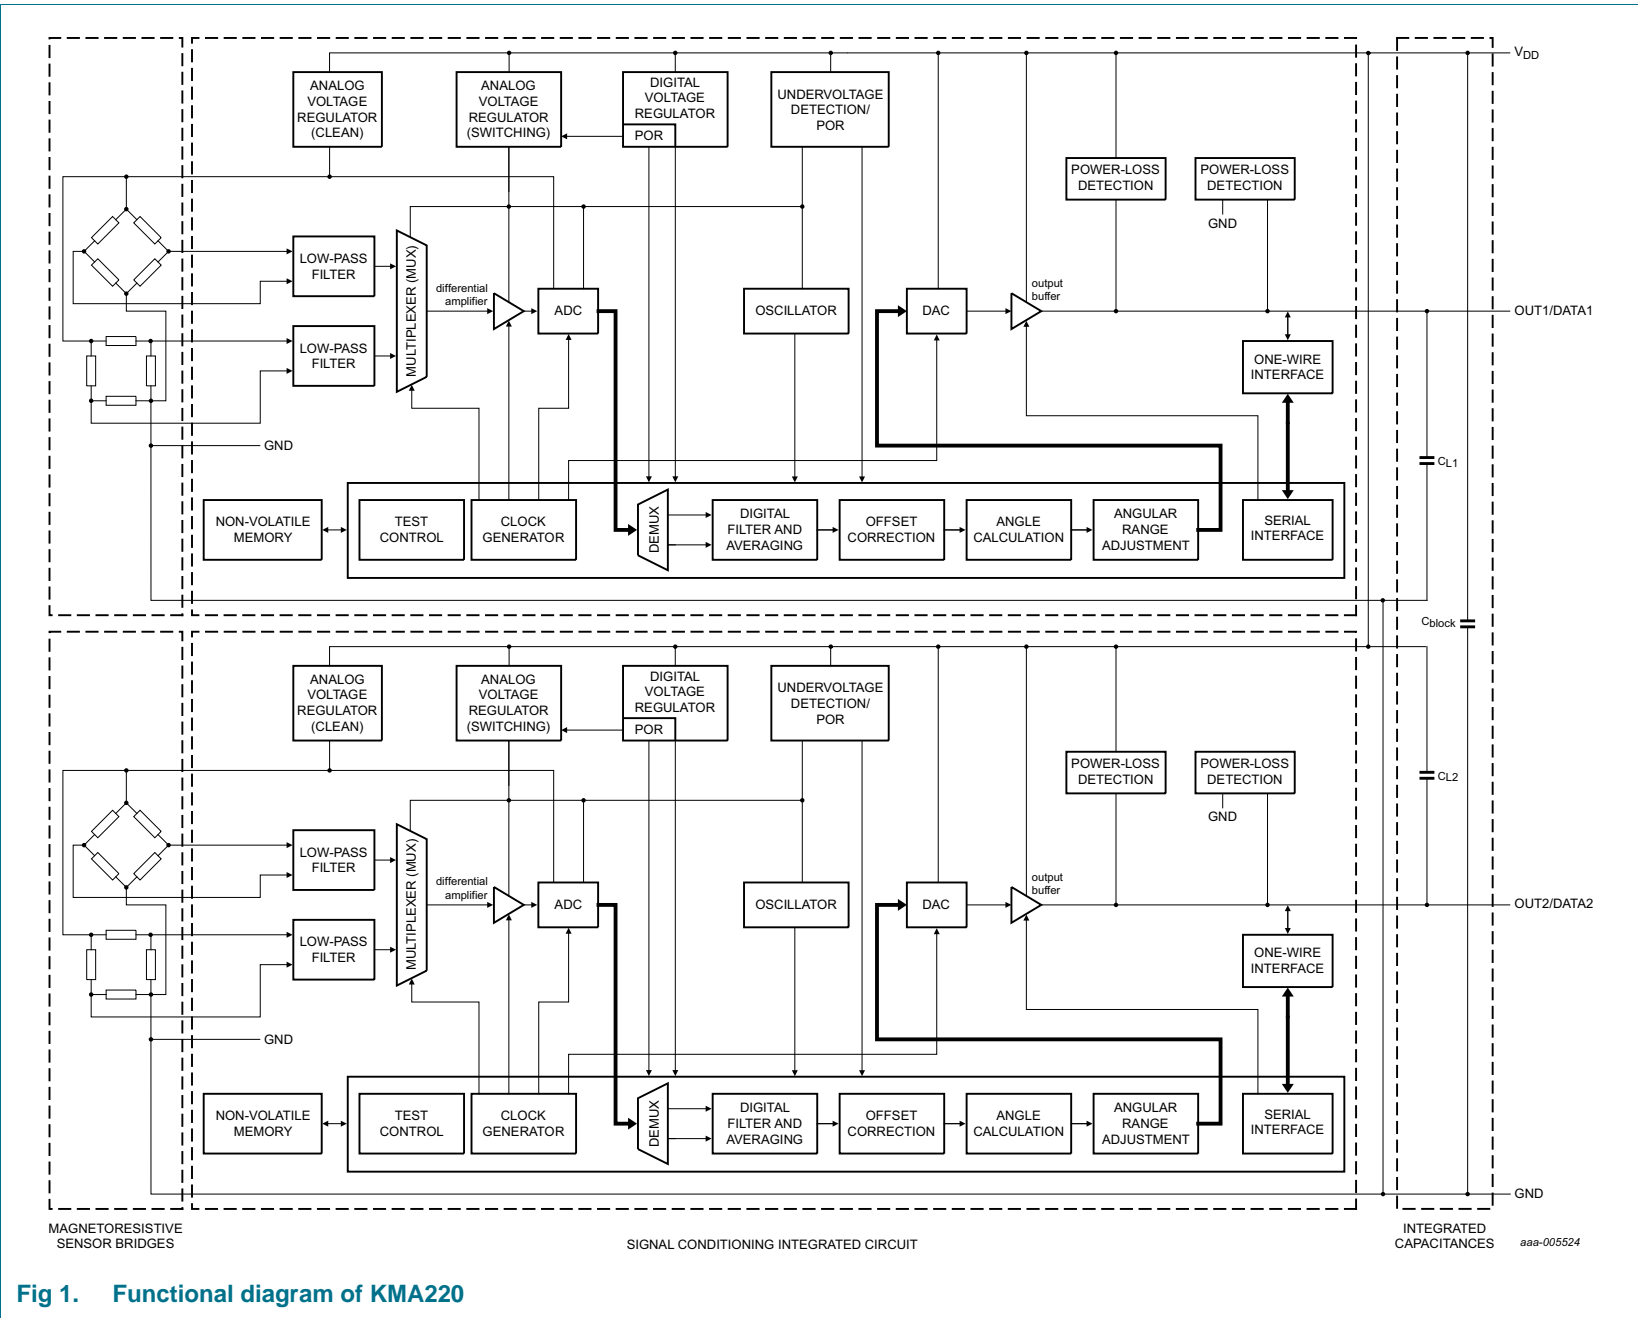 VDD
ANALOG
VOLTAGE
REGULATOR
(CLEAN)
ANALOG
VOLTAGE
REGULATOR
(SWITCHING)
DIGITAL
VOLTAGE
REGULATOR
POR
UNDERVOLTAGE
DETECTION/
POR
POWER-LOSS
DETECTION
POWER-LOSS
DETECTION
GND
LOW-PASS
FILTER
LOW-PASS
FILTER
MULTIPLEXER (MUX)
differential
amplifier
ADC
OSCILLATOR
DAC
output
buffer
OUT1/DATA1
ONE-WIRE
INTERFACE
GND
CL1
NON-VOLATILE
MEMORY
TEST
CONTROL
CLOCK
GENERATOR
DEMUX
DIGITAL
FILTER AND
AVERAGING
OFFSET
CORRECTION
ANGLE
CALCULATION
ANGULAR
RANGE
ADJUSTMENT
SERIAL
INTERFACE
Cblock
ANALOG
VOLTAGE
REGULATOR
(CLEAN)
ANALOG
VOLTAGE
REGULATOR
(SWITCHING)
DIGITAL
VOLTAGE
REGULATOR
POR
UNDERVOLTAGE
DETECTION/
POR
POWER-LOSS
DETECTION
POWER-LOSS
DETECTION
GND
CL2
LOW-PASS
FILTER
LOW-PASS
FILTER
MULTIPLEXER (MUX)
differential
amplifier
ADC
OSCILLATOR
DAC
output
buffer
OUT2/DATA2
ONE-WIRE
INTERFACE
GND
NON-VOLATILE
MEMORY
TEST
CONTROL
CLOCK
GENERATOR
DEMUX
DIGITAL
FILTER AND
AVERAGING
OFFSET
CORRECTION
ANGLE
CALCULATION
ANGULAR
RANGE
ADJUSTMENT
SERIAL
INTERFACE
GND
MAGNETORESISTIVE
SENSOR BRIDGES
SIGNAL CONDITIONING INTEGRATED CIRCUIT
INTEGRATED
CAPACITANCES
aaa-005524
Fig 1. Functional diagram of KMA220